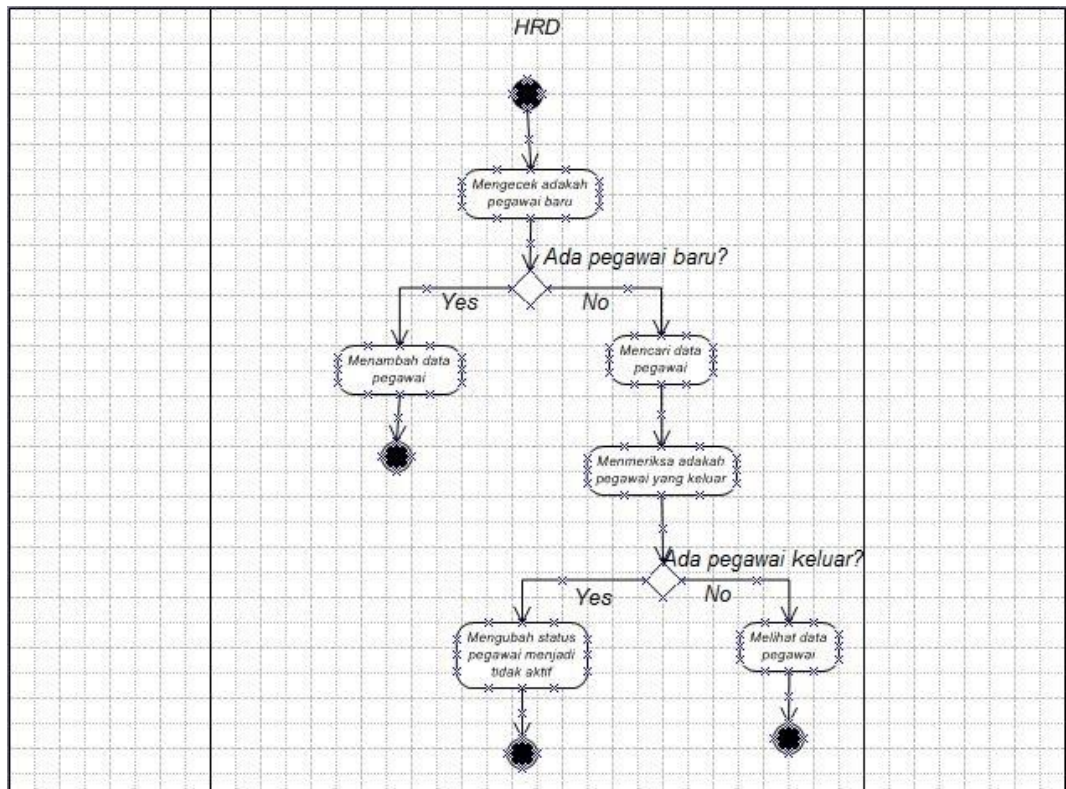 HRD
Mengecek adakah
pegawai baru
Ada pegawai baru?
Yes
No
Menambah data
pegawai
Mencari data
pegawai
Menmeriksa adakah
pegawai yang keluar
Ada pegawai keluar?
Yes
No
Mengubah status
pegawai menjadi
tidak aktif
Melihat data
pegawai